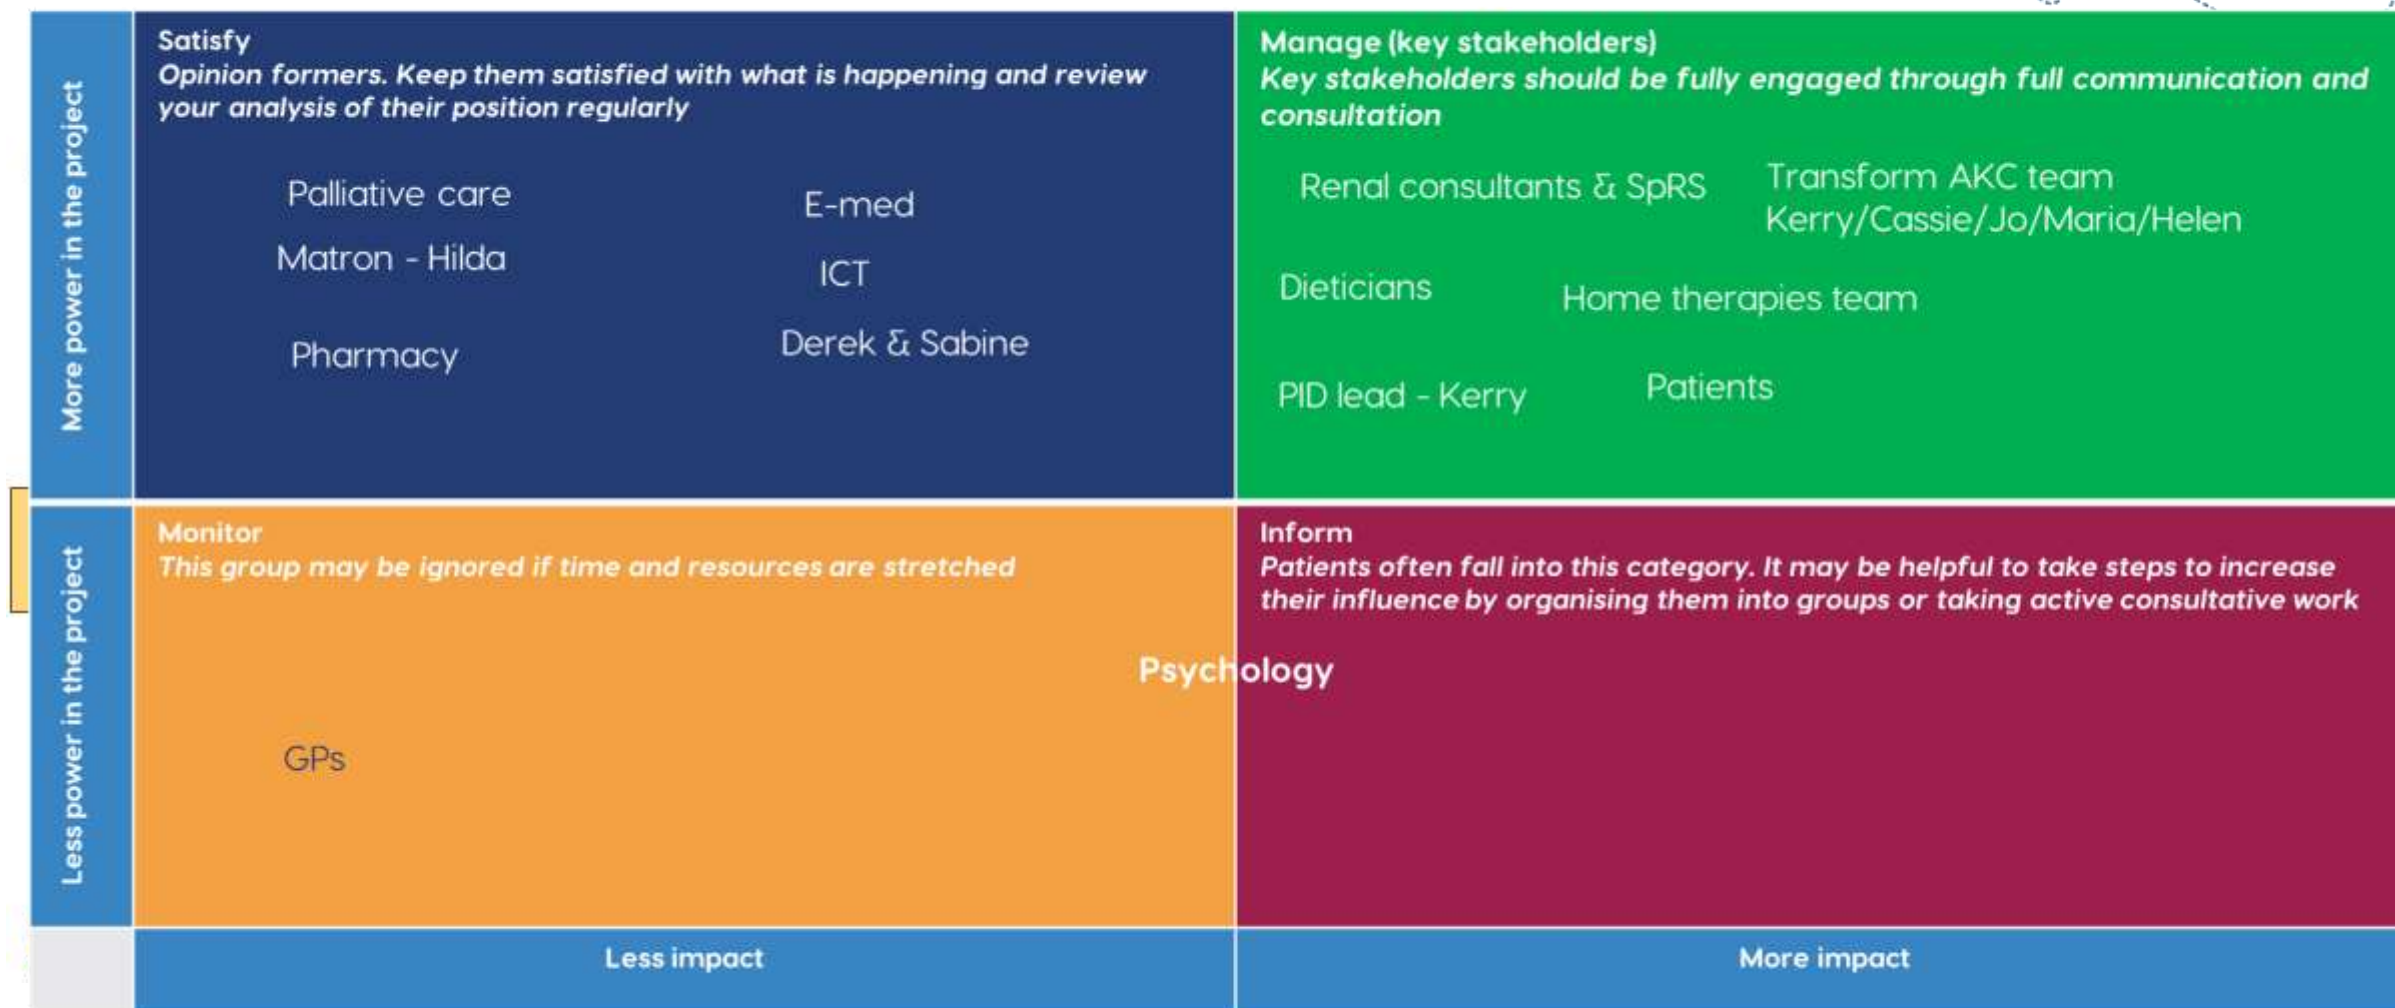 More power in the project
Satisfy
Opinion formers. Keep them satisfied with what is happening and review
your analysis of their position regularly
Palliative care
E-med
Matron - Hilda
ICT
Pharmacy
Derek & Sabine
Manage (key stakeholders)
Key stakeholders should be fully engaged through full communication and
consultation
Renal consultants & SpRS
Transform AKC team
Kerry/Cassie/Jo/Maria/Helen
Dieticians
Home therapies team
PID lead - Kerry
Patients
Less power in the project
Monitor
This group may be ignored if time and resources are stretched
GPs
Psychology
Inform
Patients often fall into this category. It may be helpful to take steps to increase
their influence by organising them into groups or taking active consultative work
Less impact
More impact